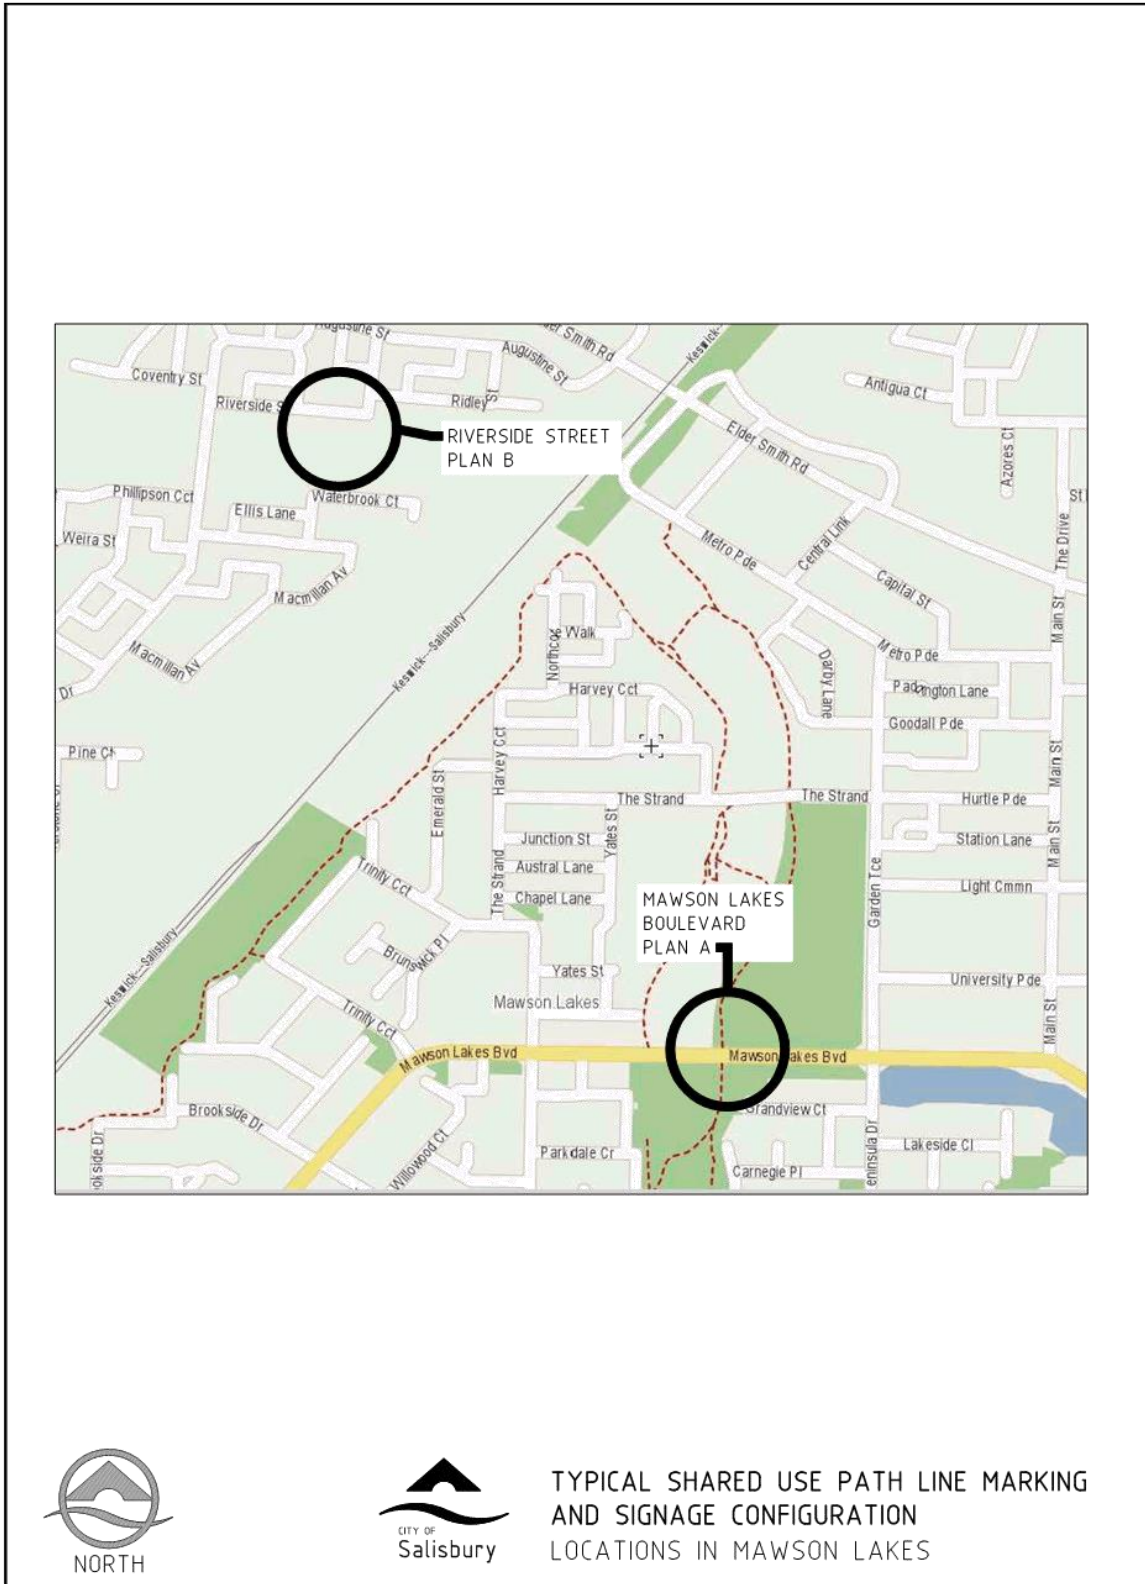 Augustine St
Elder Smith Rd
Keswick
Coventry St
Augustine St
Antigua Ct
Riverside St
Ridley St
RIVERSIDE STREET
PLAN B
Elder Smith Rd
Azores Ct
Phillipson Cct
Waterbrook Ct
Ellis Lane
St
Weira St
Metro Pde
Central Link
The Drive
Macmillan Av
Capital St
Main St
Keswick---Salisbury
Walk
Macmillan Av
Darby Lane
Metro Pde
Dr
Harvey Cct
Paddington Lane
Goodall Pde
Pine Ct
Harvey Cct
Main St
Emerald St
The Strand
The Strand
Hurtle Pde
Junction St
Yates St
Station Lane
Main St
Trinity Cct
Austral Lane
The Strand
Chapel Lane
Garden Tce
Light Cmmn
MAWSON LAKES
BOULEVARD
PLAN A
Keswick---Salisbury
Brunswick Pl
Yates St
University Pde
Mawson Lakes
Trinity Cct
Main St
Mawson Lakes Bvd
Mawson Lakes Bvd
Brookside Dr
Grandview Ct
Willowood Ct
Parkdale Cr
eninsula Dr
Lakeside Cl
okside Dr
Carnegie Pl
NORTH
CITY OF
Salisbury
TYPICAL SHARED USE PATH LINE MARKING
AND SIGNAGE CONFIGURATION
LOCATIONS IN MAWSON LAKES